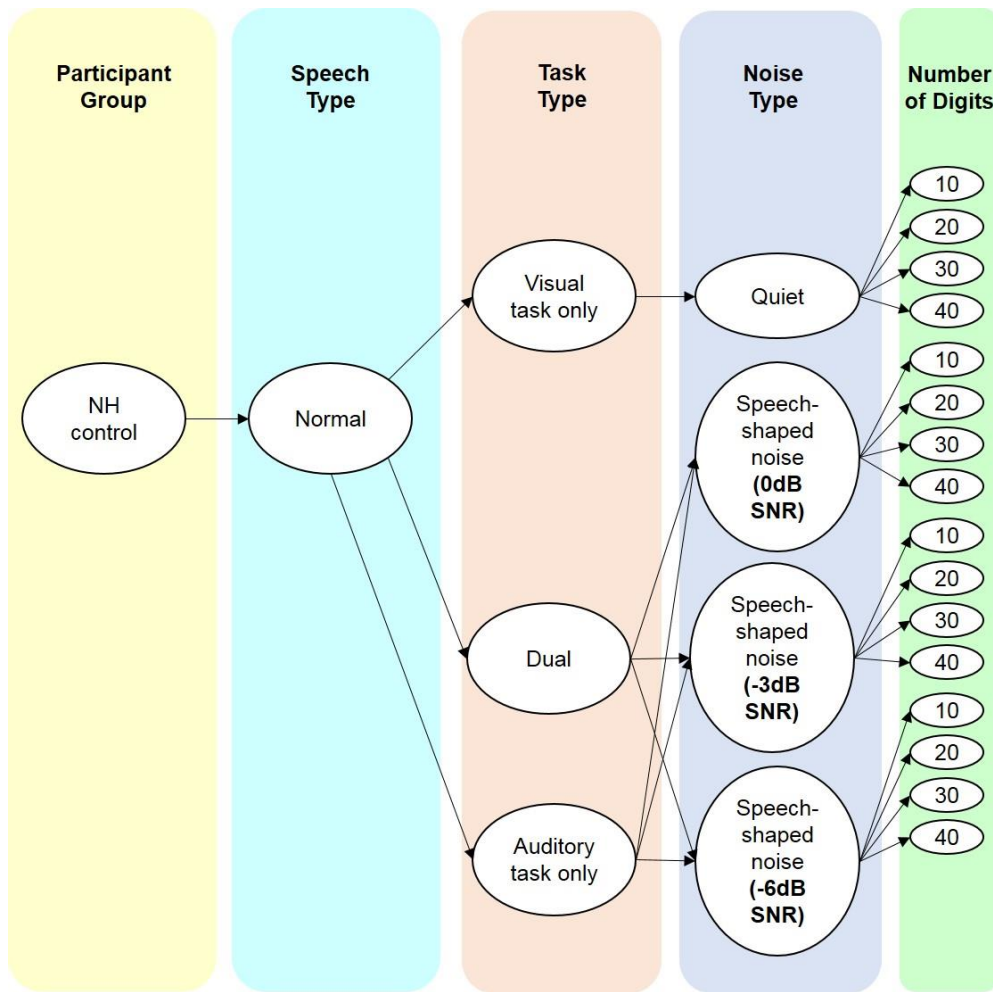 Participant
Group
Speech
Type
Task
Type
Noise
Type
Number
of Digits
NH
control
Normal
Visual
task only
Dual
Auditory
task only
Quiet
Speech-
shaped
noise
(0dB
SNR)
Speech-
shaped
noise
(-3dB
SNR)
Speech-
shaped
noise
(-6dB
SNR)
10
20
30
40
10
20
30
40
10
20
30
40
10
20
30
40